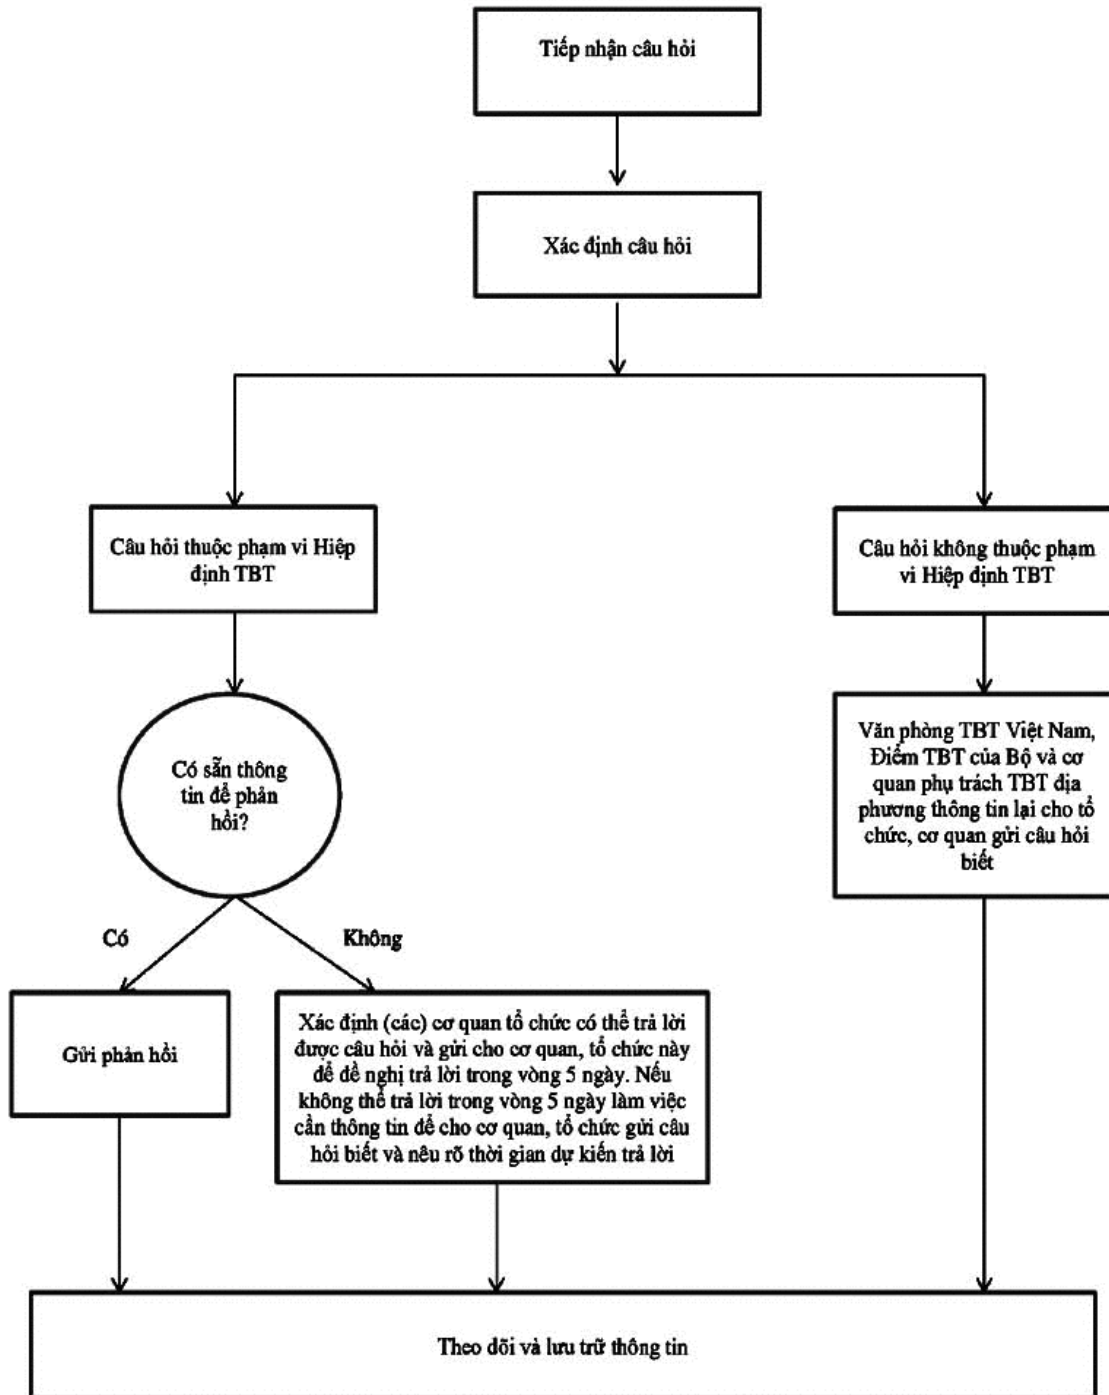 Tiếp nhận câu hỏi
Xác định câu hỏi
Câu hỏi thuộc phạm vi Hiệp
định TBT
Câu hỏi không thuộc phạm
vi Hiệp định TBT
Có sẵn thông
tin để phản
hồi?
Văn phòng TBT Việt Nam,
Điểm TBT của Bộ và cơ
quan phụ trách TBT địa
phương thông tin lại cho tổ
chức, cơ quan gửi câu hỏi
biết
Có
Không
Gửi phản hồi
Xác định (các) cơ quan tổ chức có thể trả lời
được câu hỏi và gửi cho cơ quan, tổ chức này
để đề nghị trả lời trong vòng 5 ngày. Nếu
không thể trả lời trong vòng 5 ngày làm việc
cần thông tin để cho cơ quan, tổ chức gửi câu
hỏi biết và nêu rõ thời gian dự kiến trả lời
Theo dõi và lưu trữ thông tin